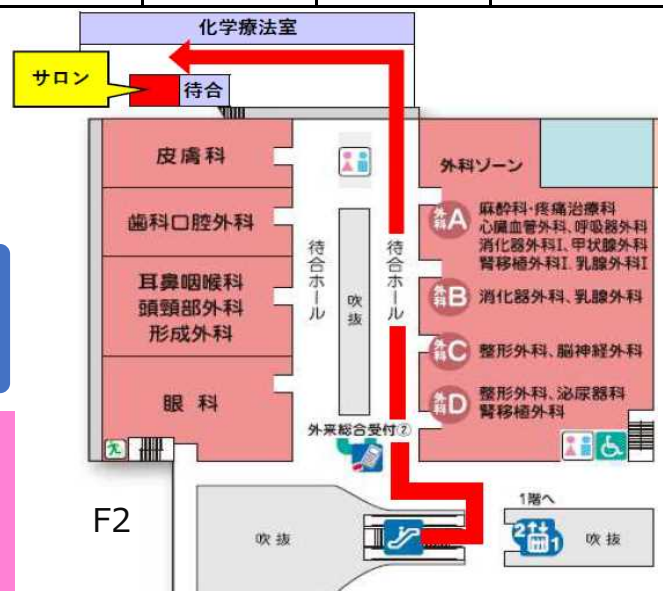 化学療法室
サロン
待合
皮膚科
歯科口腔外科
耳鼻咽喉科
頭頸部外科
形成外科
眼 科
待合ホール
吹抜
待合ホール
外科ゾーン
外科A
麻酔科・疼痛治療科
心臓血管外科、呼吸器外科
消化器外科I、甲状腺外科
腎移植外科I、乳腺外科I
外科B
消化器外科、乳腺外科
外科C
整形外科、脳神経外科
外科D
整形外科、泌尿器科
腎移植外科
外来総合受付②
F2
吹 抜
1階へ
2
1
吹 抜